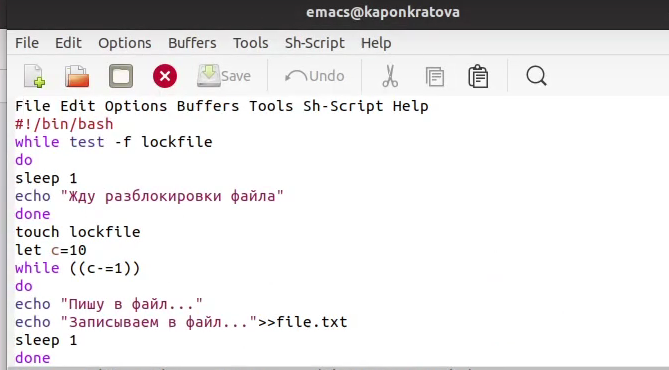 emacs@kaponkratova
File Edit Options Buffers Tools Sh-Script Help
Save Undo
File Edit Options Buffers Tools Sh-Script Help
#!/bin/bash
while test -f lockfile
do
sleep 1
echo "Жду разблокировки файла"
done
touch lockfile
let c=10
while ((c-=1))
do
echo "Пишу в файл..."
echo "Записываем в файл...">>file.txt
sleep 1
done